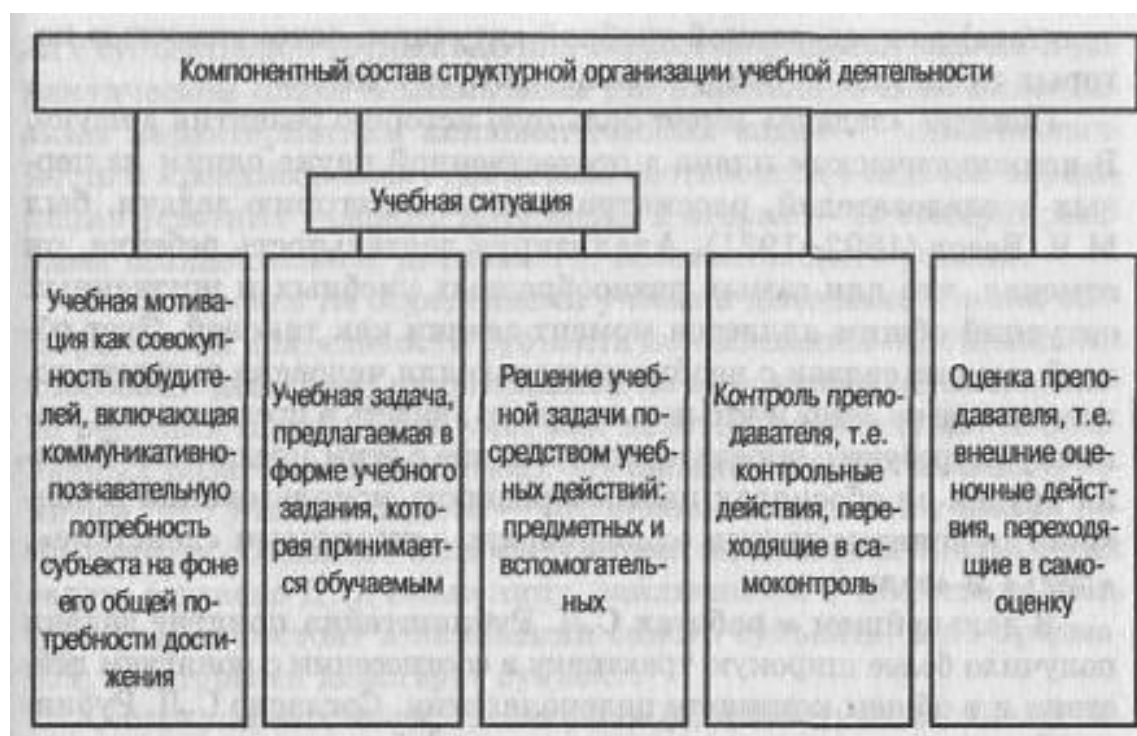 Компонентный состав структурной организации учебной деятельности
Учебная ситуация
Учебная мотива-
ция как совокуп-
ность побудите-
лей, включающая
коммуникативно-
познавательную
потребность
субъекта на фоне
его общей по-
требности дости-
жения
Учебная задача,
предлагаемая в
форме учебного
задания, кото-
рая принимает-
ся обучаемым
Решение учеб-
ной задачи по-
средством учеб-
ных действий:
предметных и
вспомогатель-
ных
Контроль препо-
давателя, т.е.
контрольные
действия, пере-
ходящие в са-
моконтроль
Оценка препо-
давателя, т.е.
внешние оце-
ночные дейст-
вия, переходя-
щие в само-
оценку